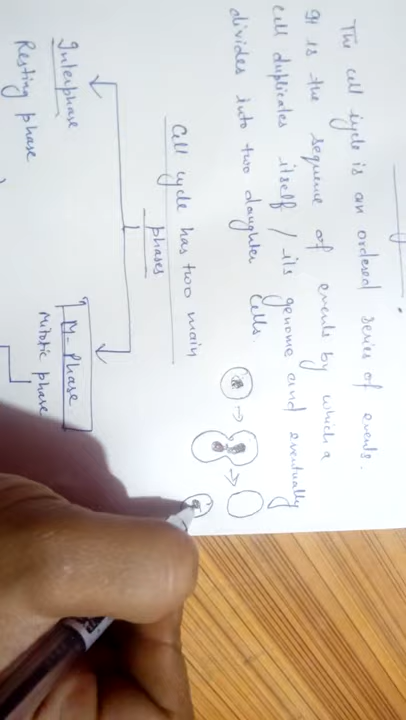 The cell cycle is an ordered series of events.
It is the sequence of events by which a
cell duplicates itself / its genome and eventually
divides into two daughter cells.
Cell cycle has two main
phases
Interphase
Resting phase
M-Phase
Mitotic phase